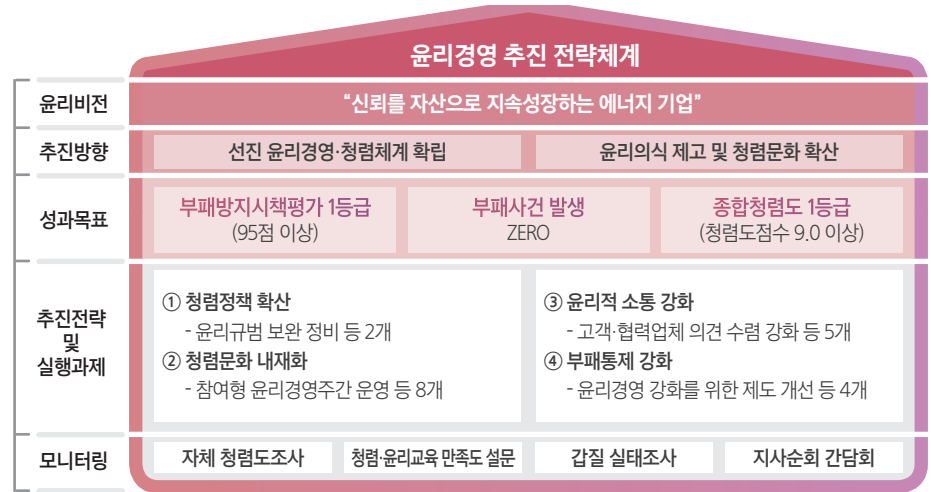 윤리경영 추진 전략체계
윤리비전
“신뢰를 자산으로 지속성장하는 에너지 기업”
추진방향
선진 윤리경영·청렴체계 확립
윤리의식 제고 및 청렴문화 확산
성과목표
부패방지시책평가 1등급
(95점 이상)
부패사건 발생
ZERO
종합청렴도 1등급
(청렴도점수 9.0 이상)
추진전략
및
실행과제
① 청렴정책 확산
- 윤리규범 보완 정비 등 2개
② 청렴문화 내재화
- 참여형 윤리경영주간 운영 등 8개
③ 윤리적 소통 강화
- 고객·협력업체 의견 수렴 강화 등 5개
④ 부패통제 강화
- 윤리경영 강화를 위한 제도 개선 등 4개
모니터링
자체 청렴도조사
청렴·윤리교육 만족도 설문
갑질 실태조사
지사순회 간담회